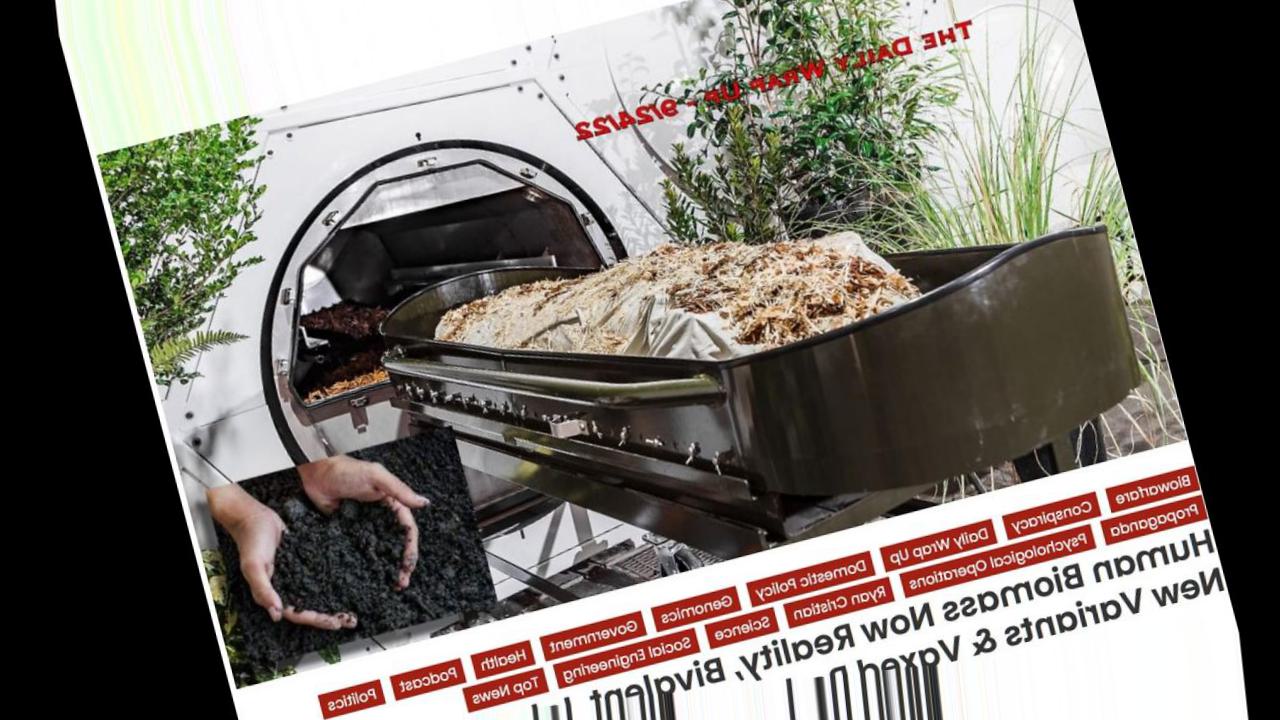 THE DAILY WRAP UP - 9/24/22
Biowarfare Conspiracy Daily Wrap Up Domestic Policy Genomics Government Health Podcast Politics
Propaganda Psychological Operations Ryan Cristian Science Social Engineering Top News
Human Biomass Now Reality, Bivalent
New Variants & Vaxed